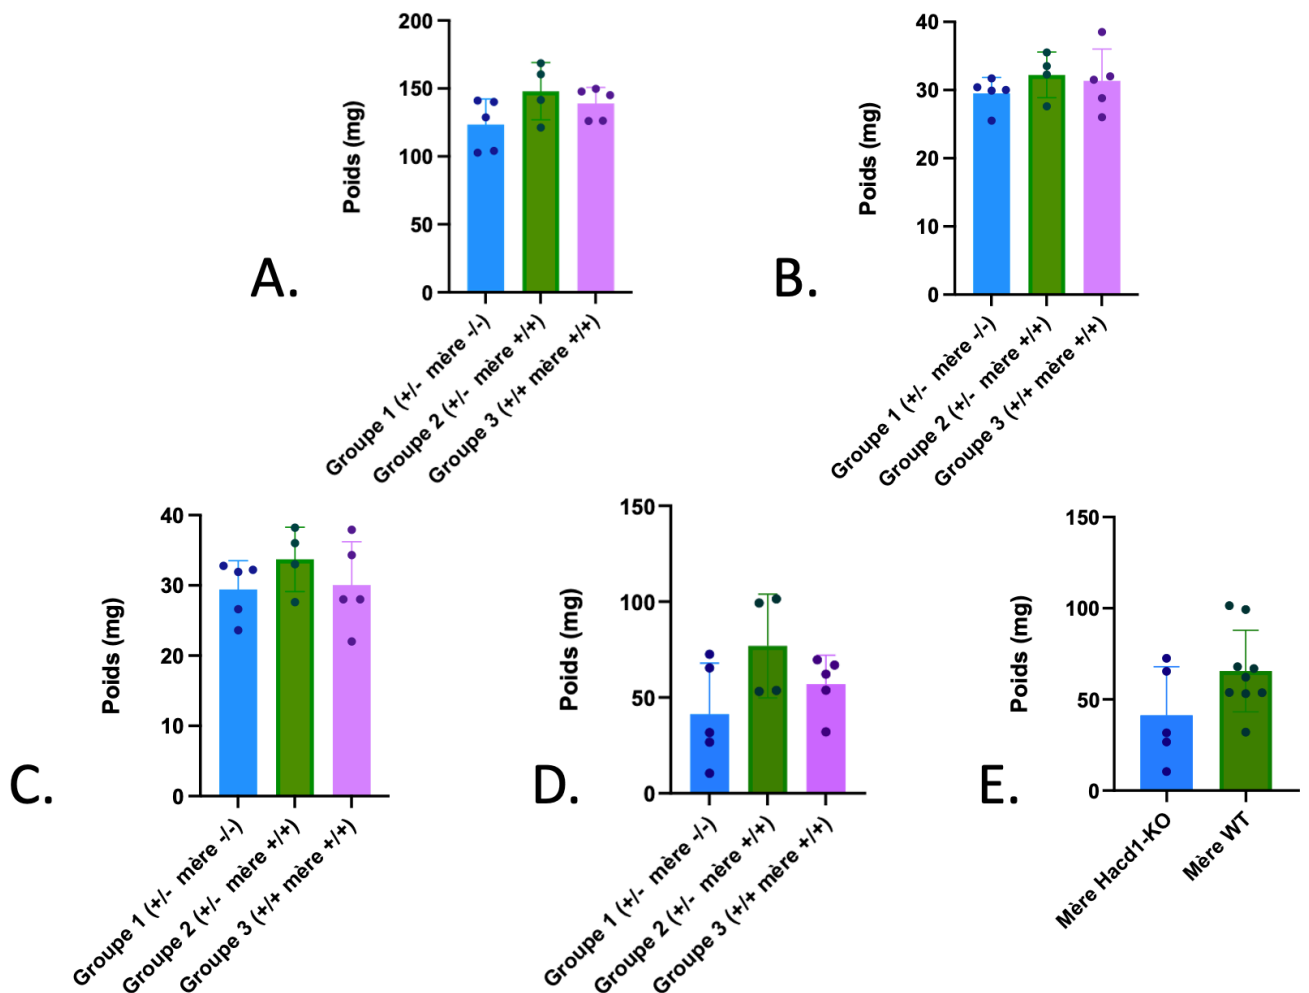 200
150
100
50
0
Poids (mg)
A.
Groupe 1 (+/- mère -/-)
Groupe 2 (+/- mère +/+)
Groupe 3 (+/+ mère +/+)
40
30
20
10
0
Poids (mg)
B.
Groupe 1 (+/- mère -/-)
Groupe 2 (+/- mère +/+)
Groupe 3 (+/+ mère +/+)
40
30
20
10
0
Poids (mg)
C.
Groupe 1 (+/- mère -/-)
Groupe 2 (+/- mère +/+)
Groupe 3 (+/+ mère +/+)
150
100
50
0
Poids (mg)
D.
Groupe 1 (+/- mère -/-)
Groupe 2 (+/- mère +/+)
Groupe 3 (+/+ mère +/+)
150
100
50
0
Poids (mg)
E.
Mère Hacd1-KO
Mère WT